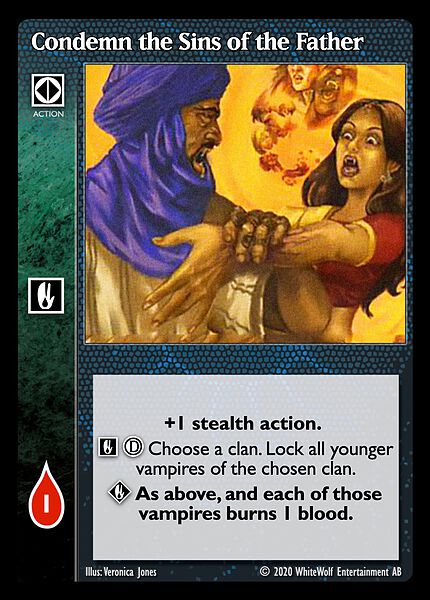 Condemn the Sins of the Father
ACTION
+1 stealth action.
D Choose a clan. Lock all younger
vampires of the chosen clan.
As above, and each of those
vampires burns 1 blood.
1
Illus: Veronica Jones
© 2020 WhiteWolf Entertainment AB